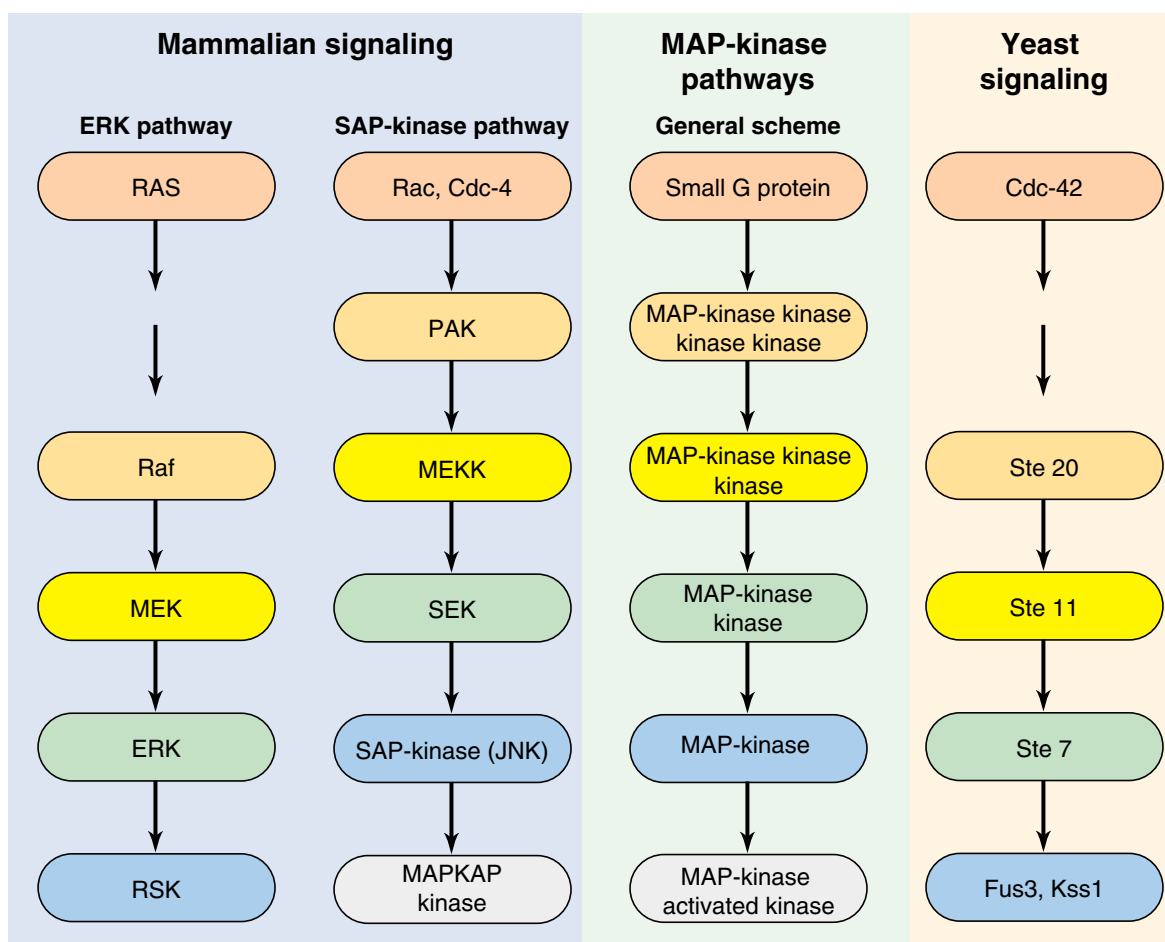 Mammalian signaling
MAP-kinase
pathways
Yeast
signaling
ERK pathway
SAP-kinase pathway
General scheme
RAS
Rac, Cdc-4
Small G protein
Cdc-42
PAK
MAP-kinase kinase
kinase kinase
Raf
MEKK
MAP-kinase kinase
kinase
Ste 20
MEK
SEK
MAP-kinase
kinase
Ste 11
ERK
SAP-kinase (JNK)
MAP-kinase
Ste 7
RSK
MAPKAP
kinase
MAP-kinase
activated kinase
Fus3, Kss1